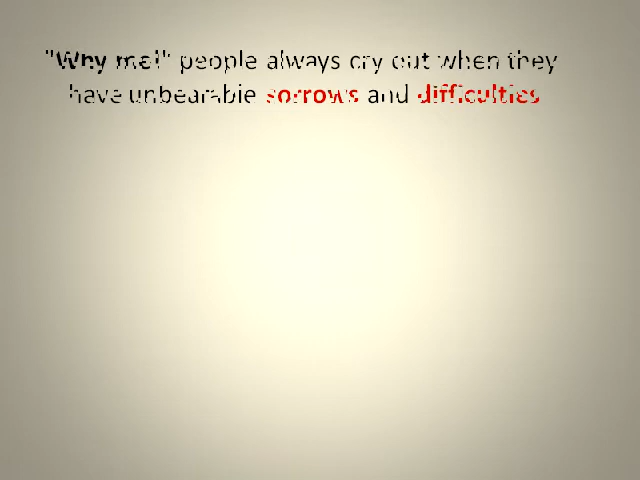 "Why me!" people always cry out when they
have unbearable sorrows and difficulties